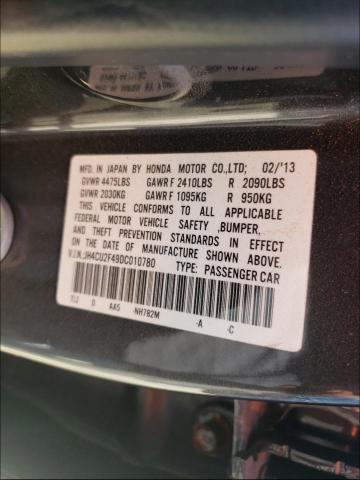 MFD. IN JAPAN BY HONDA MOTOR CO.,LTD; 02/'13
GVWR 4475LBS GAWR F 2410LBS R 2090LBS
GVWR 2030KG GAWR F 1095KG R 950KG
THIS VEHICLE CONFORMS TO ALL APPLICABLE
FEDERAL MOTOR VEHICLE SAFETY ,BUMPER,
AND THEFT PREVENTION STANDARDS IN EFFECT
ON THE DATE OF MANUFACTURE SHOWN ABOVE.
V.I.N.:JH4CU2F49DC010780 TYPE: PASSENGER CAR
TL2 D AA5 -NH782M -A -C